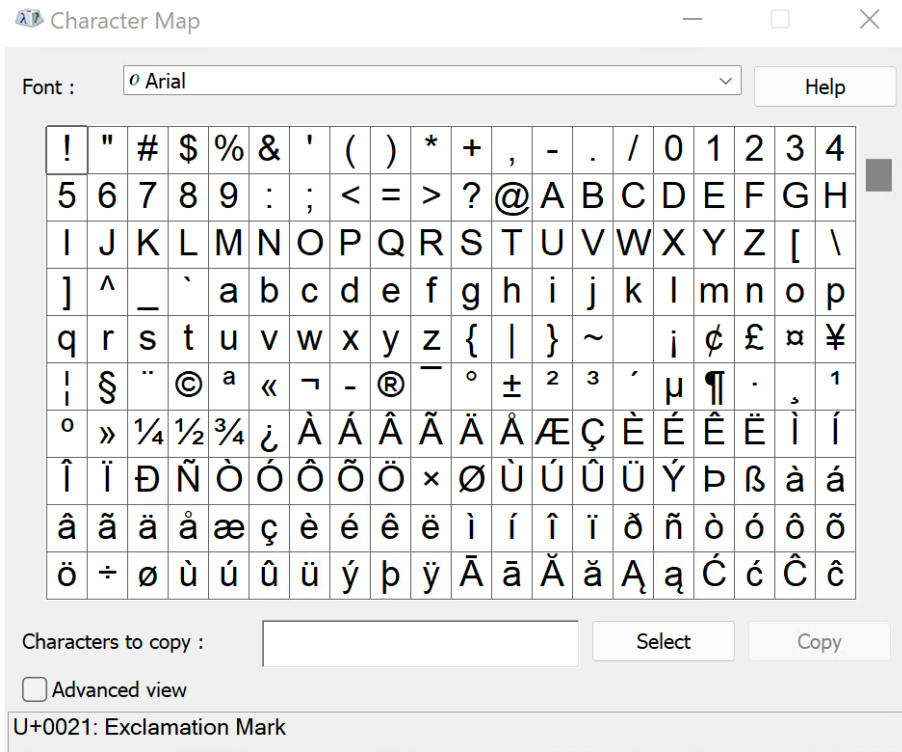 Character Map
Font :
Arial
Help
! " # $ % & ' ( ) * + , - . / 0 1 2 3 4
5 6 7 8 9 : ; < = > ? @ A B C D E F G H
I J K L M N O P Q R S T U V W X Y Z [ \
] ^ _ ` a b c d e f g h i j k l m n o p
q r s t u v w x y z { | } ~   ¡ ¢ £ ¤ ¥
¦ § ¨ © ª « ¬ - ® ¯ ° ± ² ³ ´ µ ¶ · ¸ ¹
º » ¼ ½ ¾ ¿ À Á Â Ã Ä Å Æ Ç È É Ê Ë Ì Í
Î Ï Ð Ñ Ò Ó Ô Õ Ö × Ø Ù Ú Û Ü Ý Þ ß à á
â ã ä å æ ç è é ê ë ì í î ï ð ñ ò ó ô õ
ö ÷ ø ù ú û ü ý þ ÿ Ā ā Ă ă Ą ą Ć ć Ĉ ĉ
Characters to copy :
Select
Copy
Advanced view
U+0021: Exclamation Mark